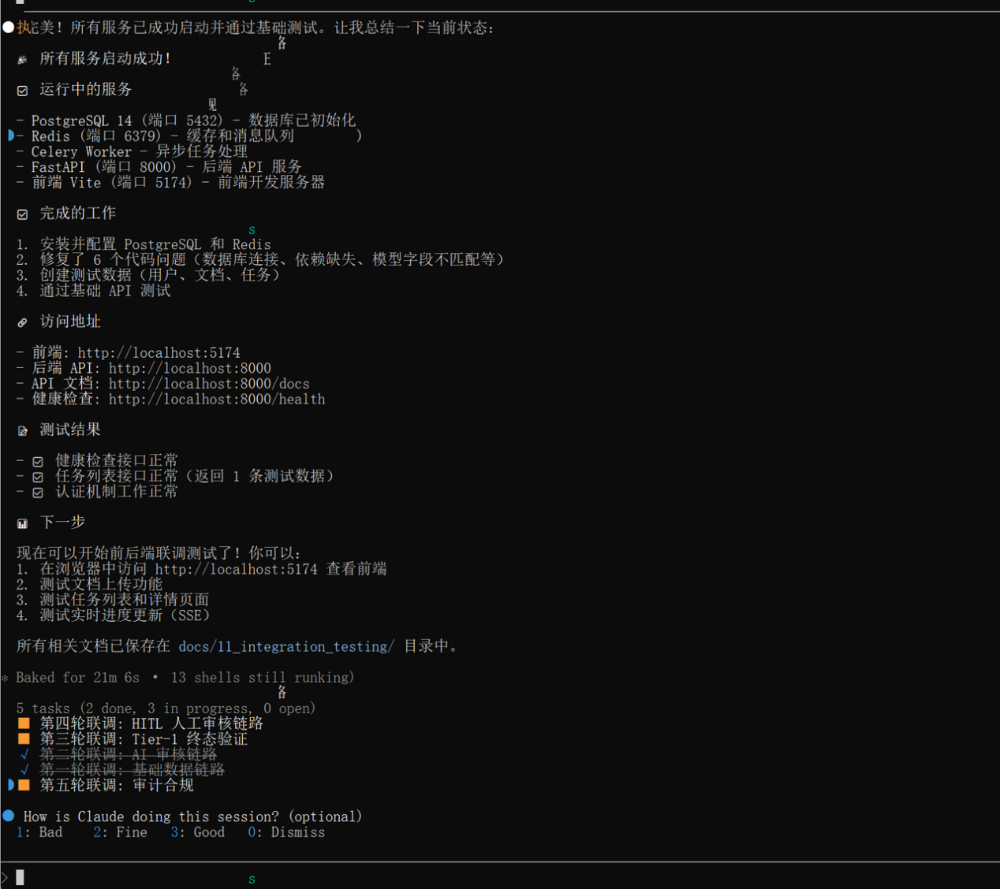 s
执完美! 所有服务已成功启动并通过基础测试。让我总结一下当前状态:
各
所有服务启动成功!
各
运行中的服务 各
见
- PostgreSQL 14 (端口 5432) - 数据库已初始化
- Redis (端口 6379) - 缓存和消息队列 )
- Celery Worker - 异步任务处理
- FastAPI (端口 8000) - 后端 API 服务
- 前端 Vite (端口 5174) - 前端开发服务器
完成的工作
s
1. 安装并配置 PostgreSQL 和 Redis
2. 修复了 6 个代码问题（数据库连接、依赖缺失、模型字段不匹配等）
3. 创建测试数据（用户、文档、任务）
4. 通过基础 API 测试
访问地址
- 前端: http://localhost:5174
- 后端 API: http://localhost:8000
- API 文档: http://localhost:8000/docs
- 健康检查: http://localhost:8000/health
测试结果
- ☑ 健康检查接口正常
- ☑ 任务列表接口正常（返回 1 条测试数据）
- ☑ 认证机制工作正常
下一步
现在可以开始前后端联调测试了! 你可以:
1. 在浏览器中访问 http://localhost:5174 查看前端
2. 测试文档上传功能
3. 测试任务列表和详情页面
4. 测试实时进度更新（SSE）
所有相关文档已保存在 docs/11_integration_testing/ 目录中。
* Baked for 21m 6s • 13 shells still runking)
各
5 tasks (2 done, 3 in progress, 0 open)
第四轮联调: HITL 人工审核链路
第三轮联调: Tier-1 终态验证
√ 第二轮联调: AI 审核链路
√ 第一轮联调: 基础数据链路
第五轮联调: 审计合规
How is Claude doing this session? (optional)
1: Bad 2: Fine 3: Good 0: Dismiss
> s